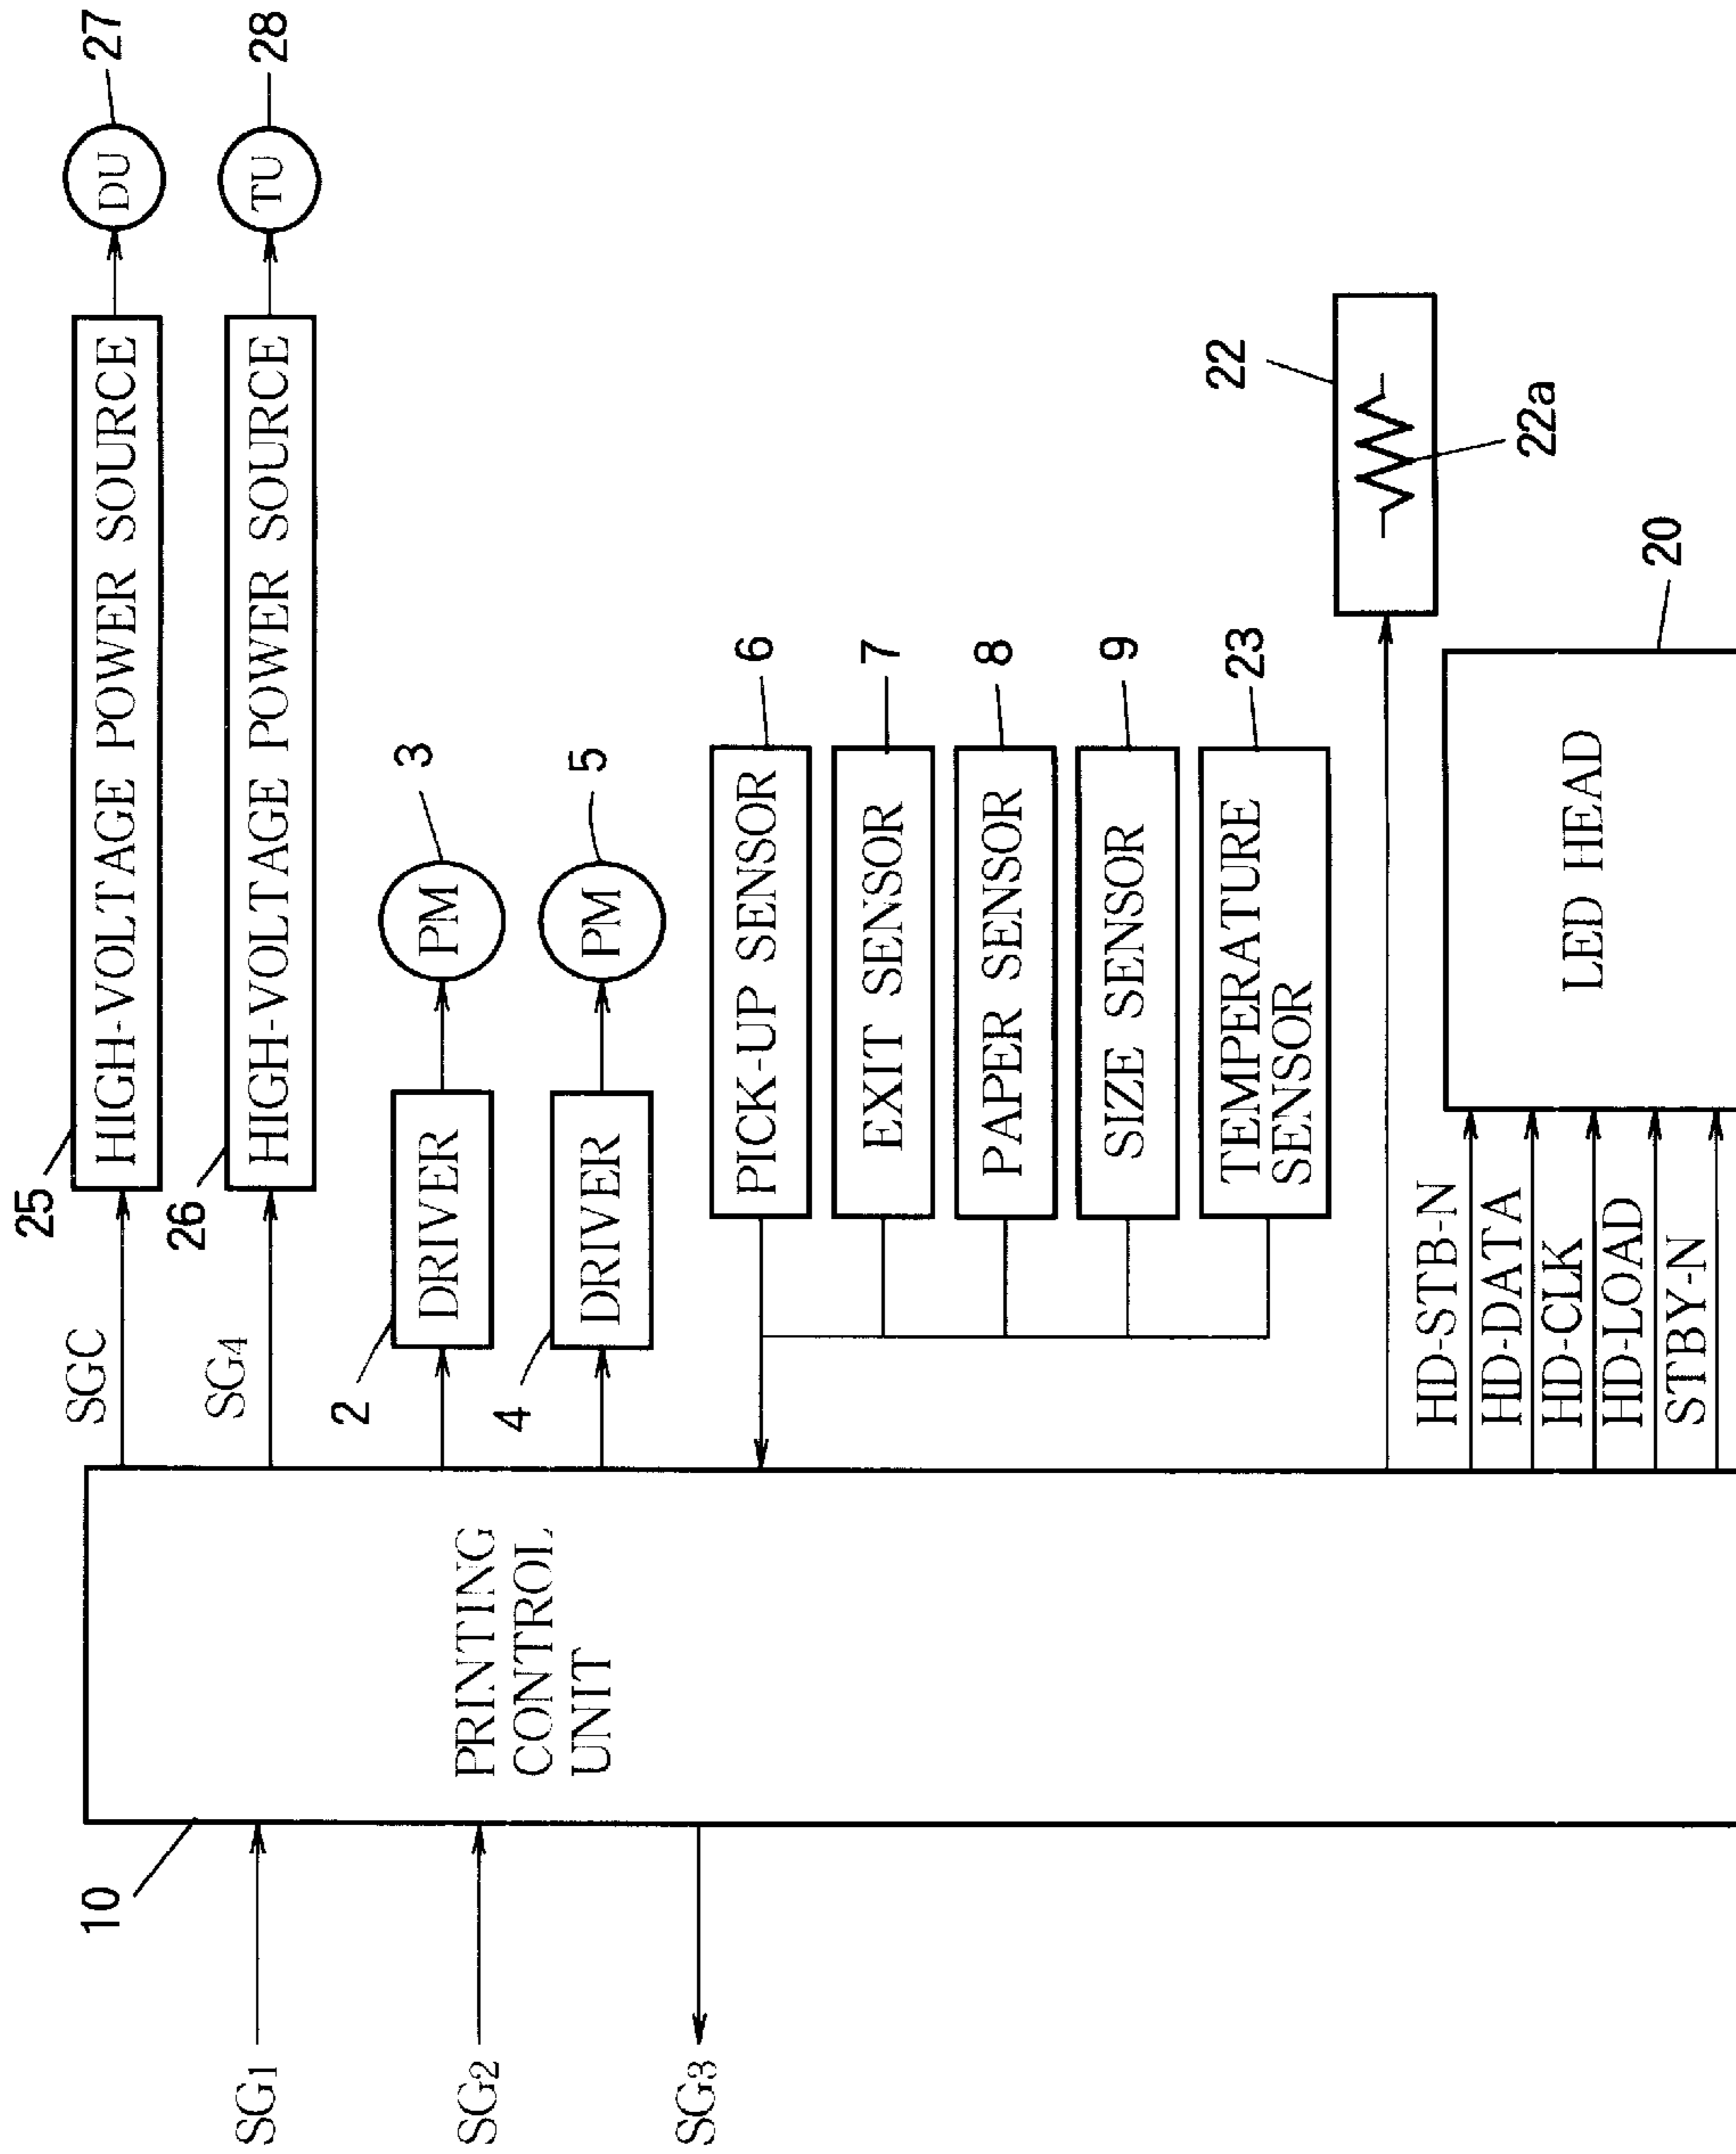 SG1
SG2
SG3
10
PRINTING
CONTROL
UNIT
SGC
25
HIGH-VOLTAGE POWER SOURCE
DU
27
SG4
26
HIGH-VOLTAGE POWER SOURCE
TU
28
2
DRIVER
PM
3
4
DRIVER
PM
5
PICK-UP SENSOR
6
EXIT SENSOR
7
PAPER SENSOR
8
SIZE SENSOR
9
TEMPERATURE
SENSOR
23
22
22a
HD-STB-N
HD-DATA
HD-CLK
HD-LOAD
STBY-N
LED HEAD
20